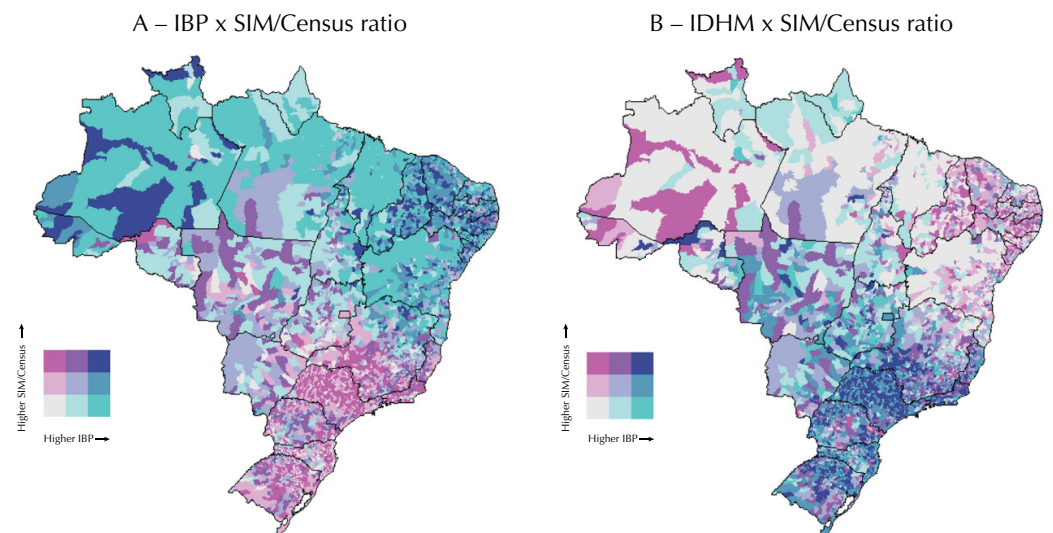 A – IBP x SIM/Census ratio
B – IDHM x SIM/Census ratio
Higher SIM/Census
Higher IBP
Higher SIM/Census
Higher IBP